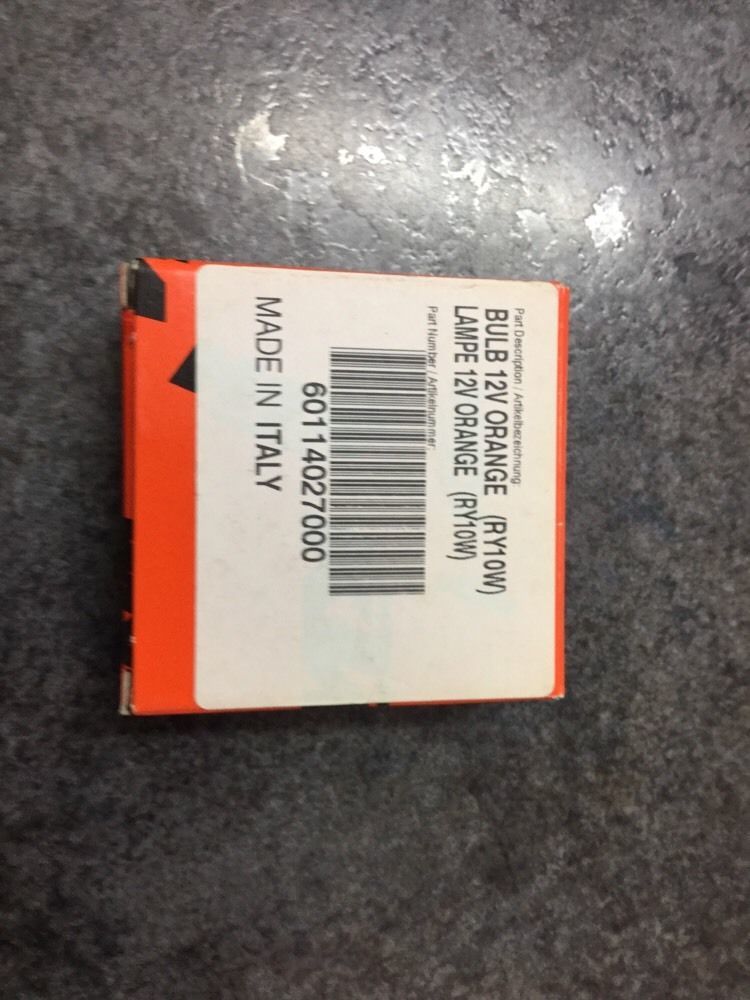 Part Description / Artikelbezeichnung:
BULB 12V ORANGE (RY10W)
LAMPE 12V ORANGE (RY10W)
Part Number / Artikelnummer:
60114027000
MADE IN ITALY